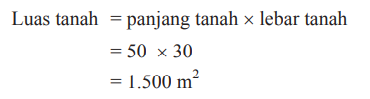 Luas tanah = panjang tanah × lebar tanah
= 50 × 30
= 1.500 m²